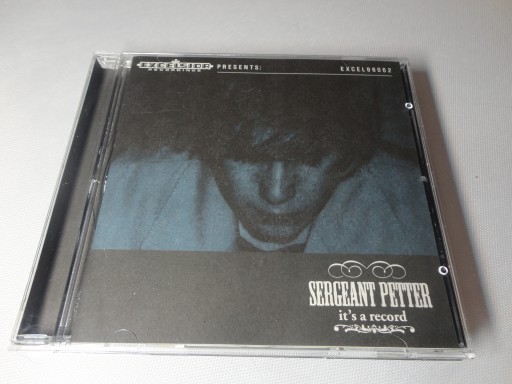 EXCELSIOR
RECORDINGS
PRESENTS:
EXCEL96062
SERGEANT PETTER
it's a record